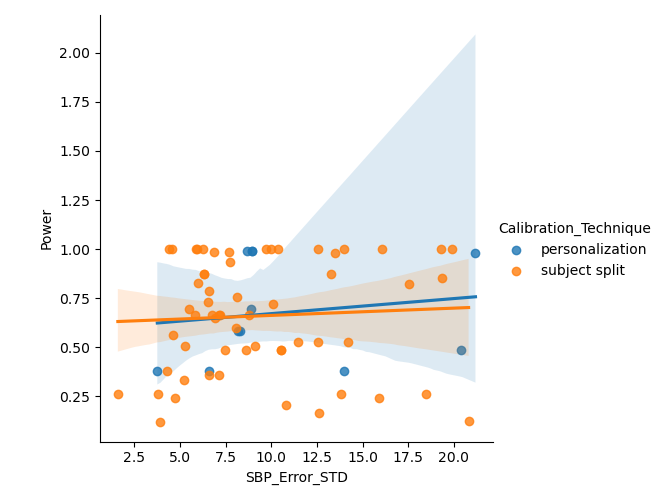 2.00
1.75
1.50
1.25
1.00
0.75
0.50
0.25
Power
2.5 5.0 7.5 10.0 12.5 15.0 17.5 20.0
SBP_Error_STD
Calibration_Technique
personalization
subject split